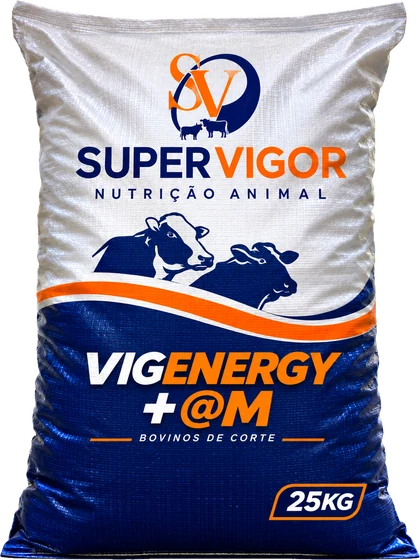 SV
SUPER VIGOR
NUTRIÇÃO ANIMAL
VIGENERGY
+@M
BOVINOS DE CORTE
25KG